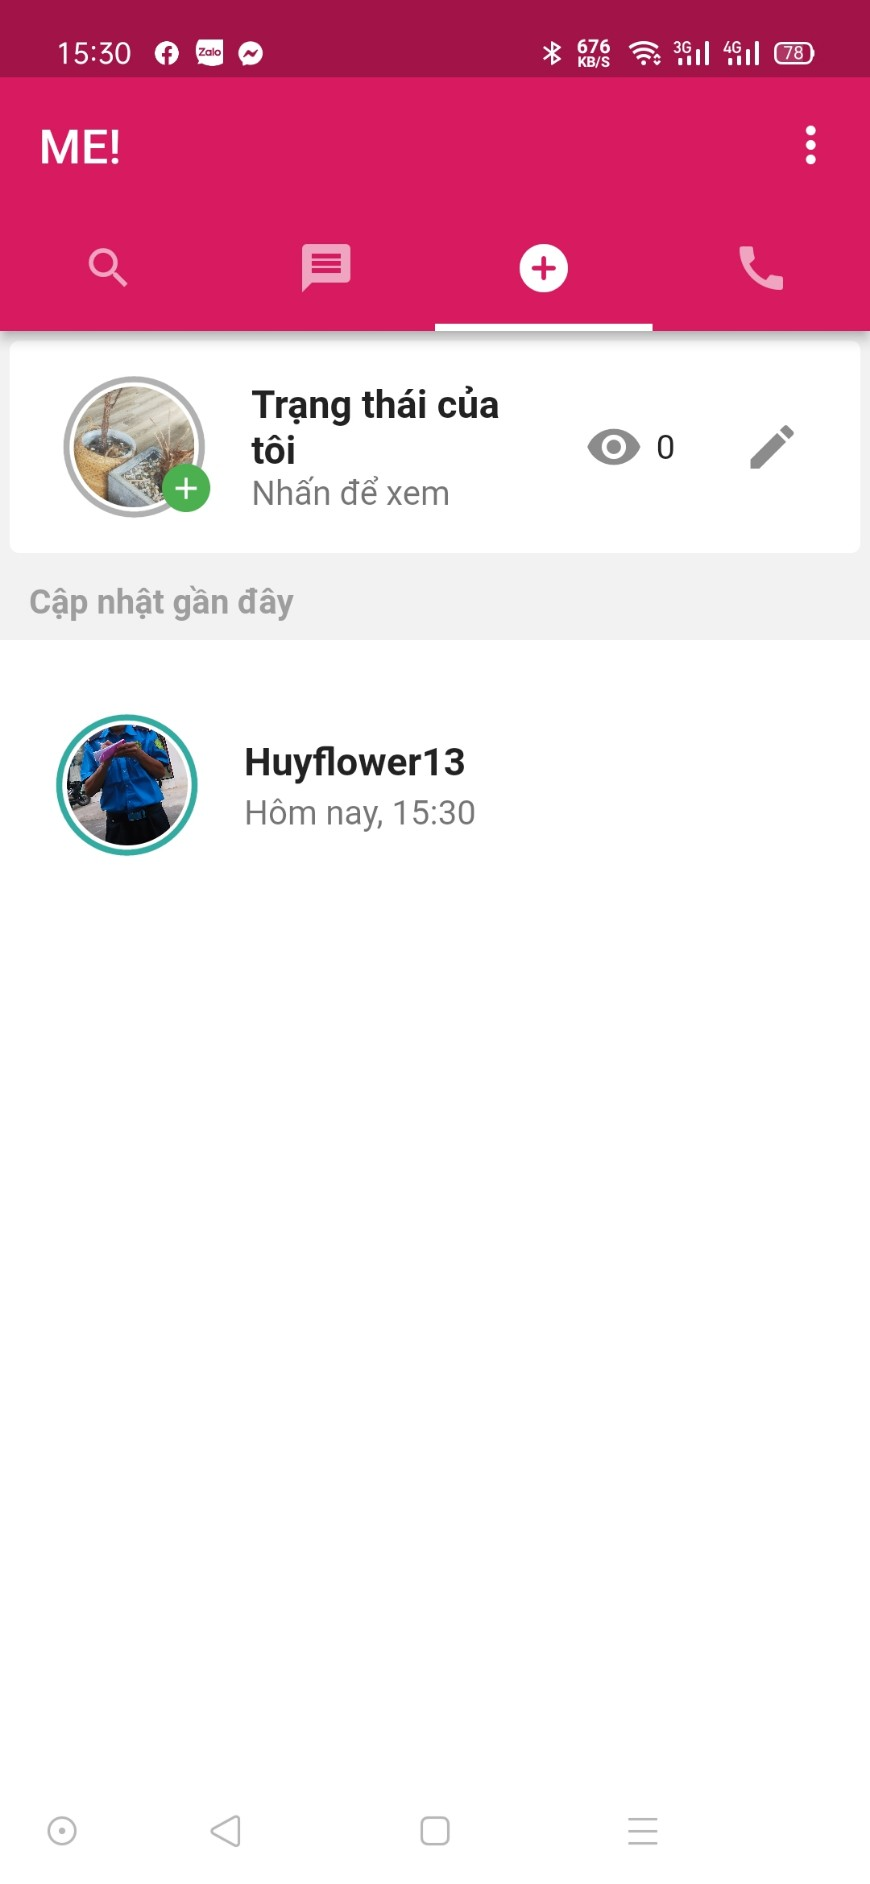 15:30 Zalo 676 KB/S 3G 4G 78
ME!
Trạng thái của
tôi
0
Nhấn để xem
Cập nhật gần đây
Huyflower13
Hôm nay, 15:30